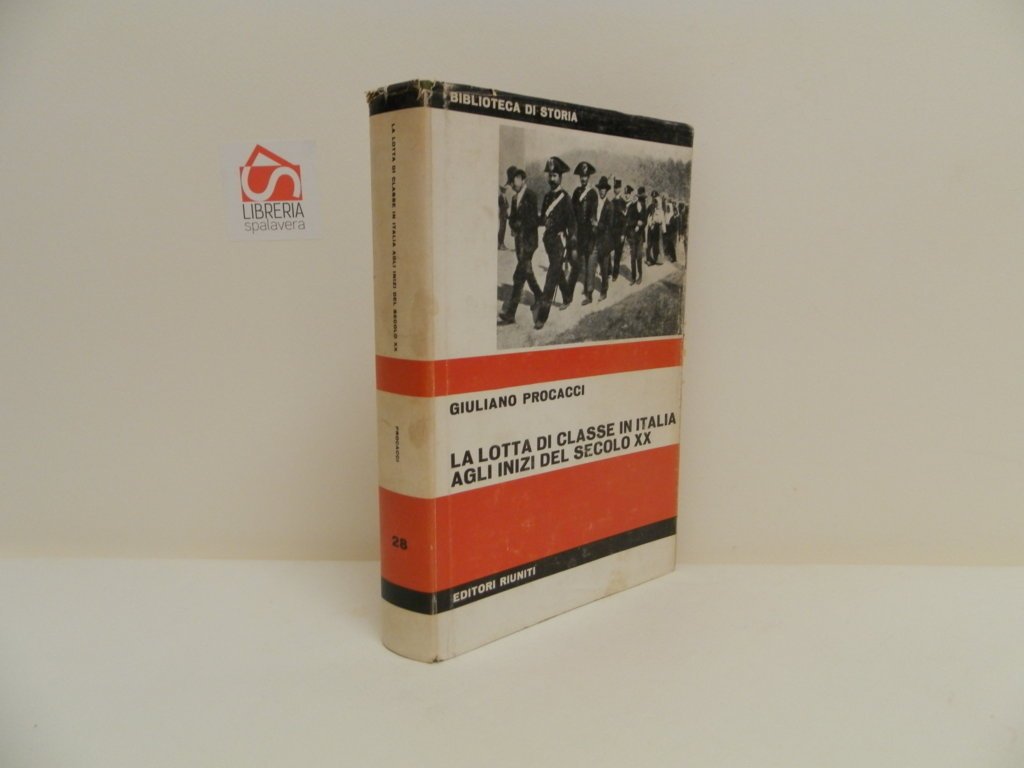 LIBRERIA
spalavera
BIBLIOTECA DI STORIA
GIULIANO PROCACCI
LA LOTTA DI CLASSE IN ITALIA
AGLI INIZI DEL SECOLO XX
EDITORI RIUNITI
LA LOTTA DI CLASSE IN ITALIA AGLI INIZI DEL SECOLO XX
PROCACCI
28